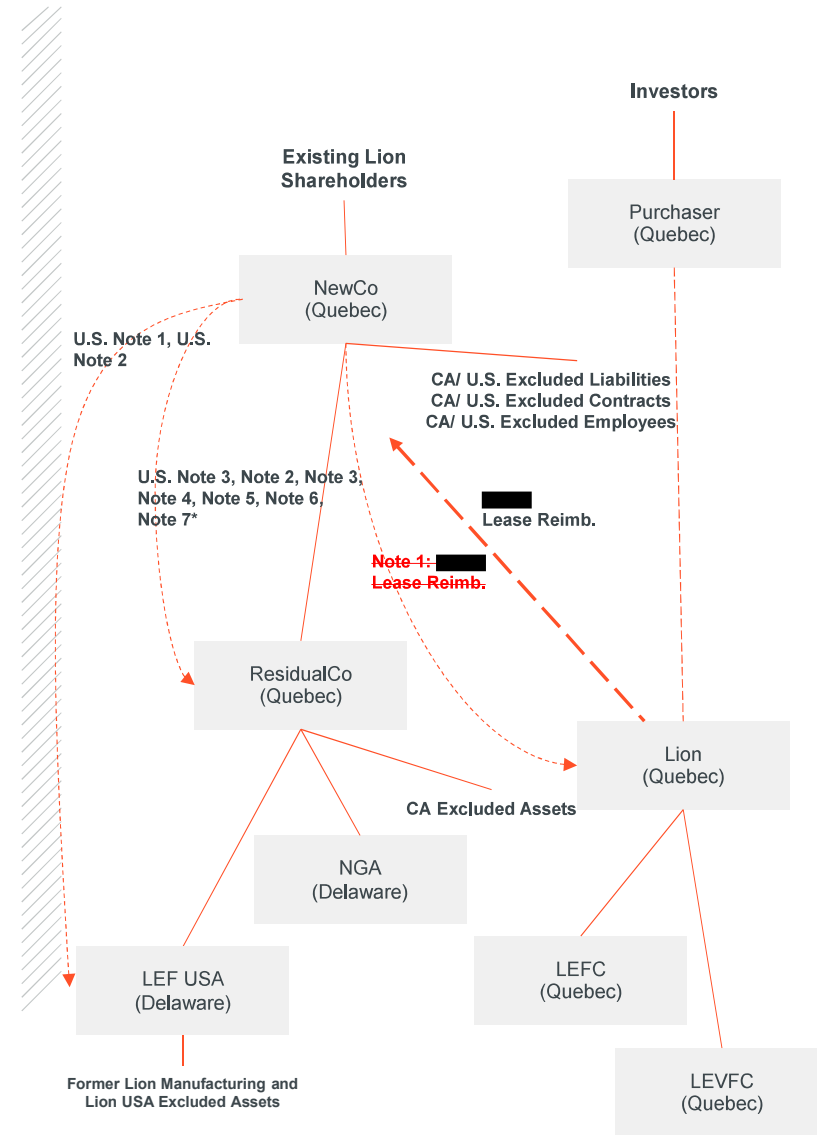 Investors
Existing Lion
Shareholders
Purchaser
(Quebec)
NewCo
(Quebec)
U.S. Note 1, U.S.
Note 2
CA/ U.S. Excluded Liabilities
CA/ U.S. Excluded Contracts
CA/ U.S. Excluded Employees
U.S. Note 3, Note 2, Note 3,
Note 4, Note 5, Note 6,
Note 7*
Lease Reimb.
Note 1:
Lease Reimb.
ResidualCo
(Quebec)
Lion
(Quebec)
CA Excluded Assets
NGA
(Delaware)
LEF USA
(Delaware)
LEFC
(Quebec)
Former Lion Manufacturing and
Lion USA Excluded Assets
LEVFC
(Quebec)